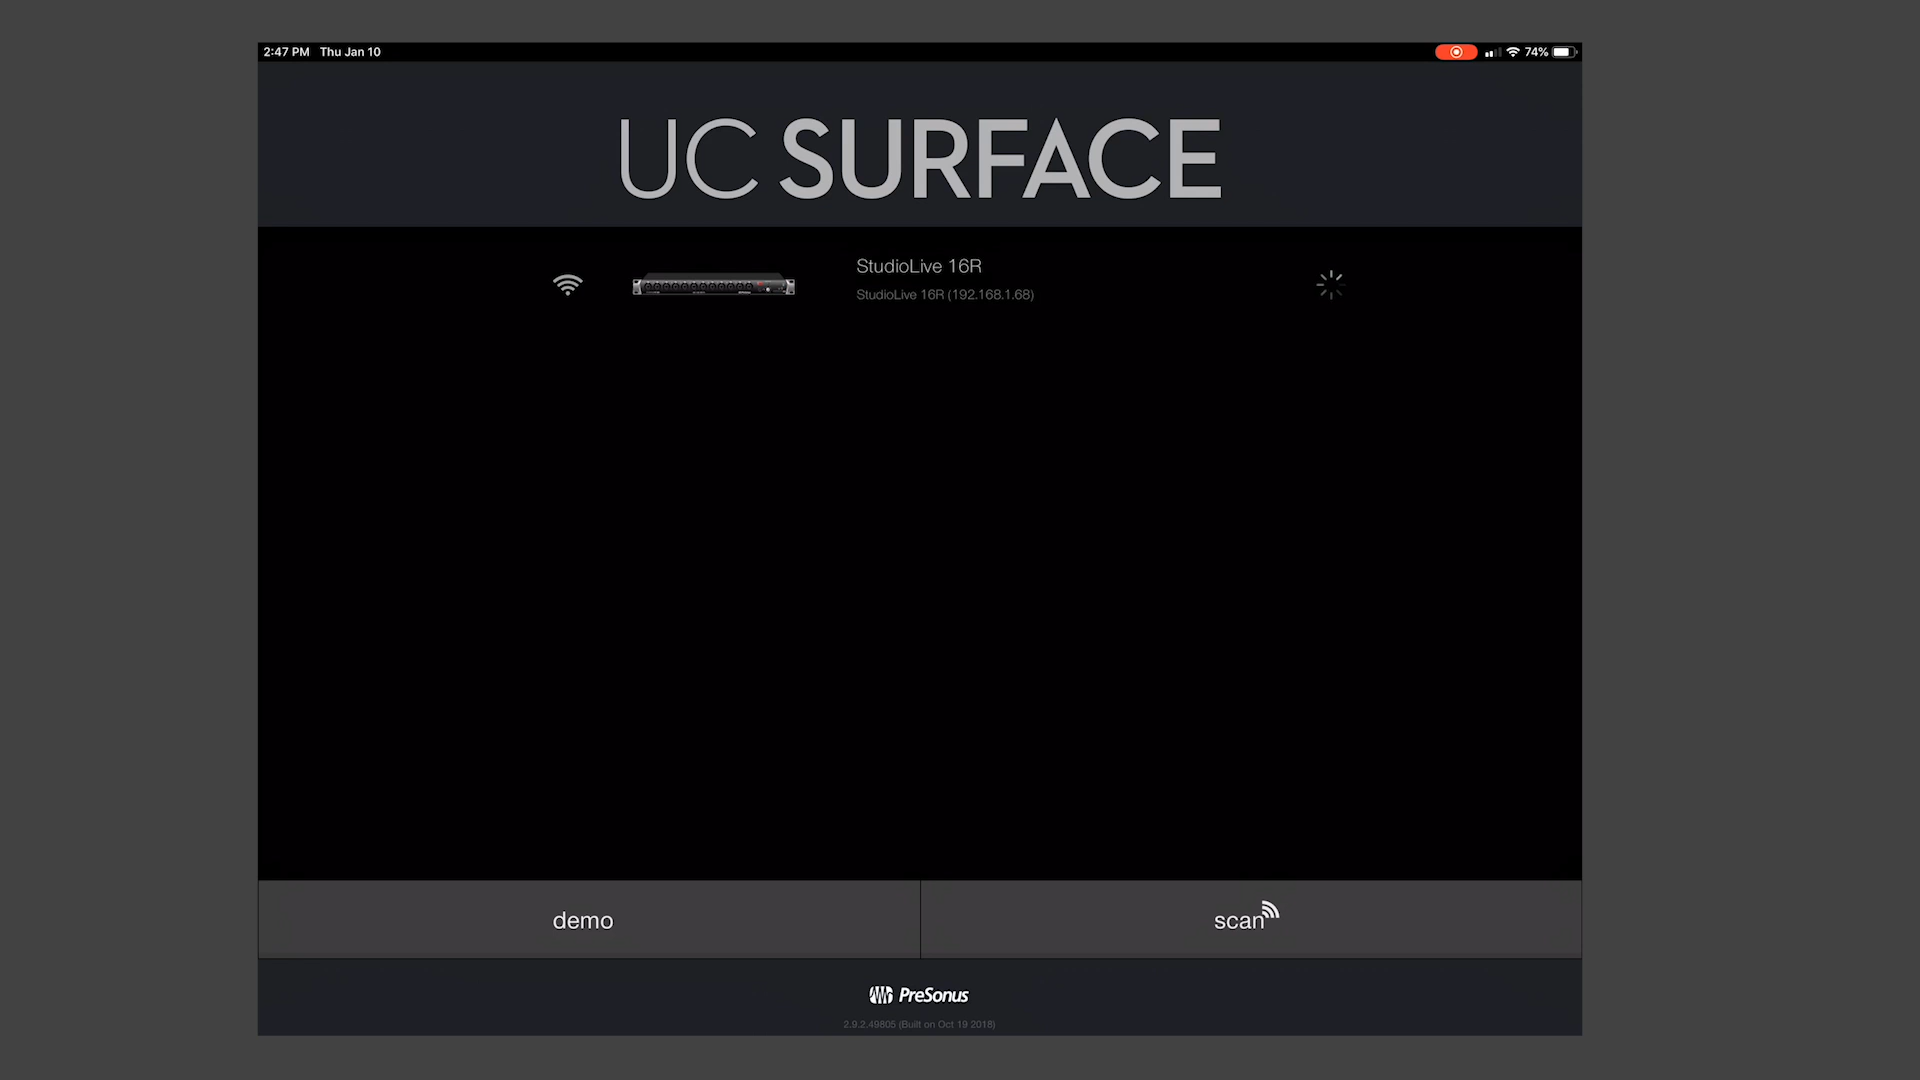 2:47 PM Thu Jan 10
74%
UC SURFACE
StudioLive 16R
StudioLive 16R (192.168.1.68)
demo
scan
PreSonus
2.9.2.49805 (Built on Oct 19 2018)